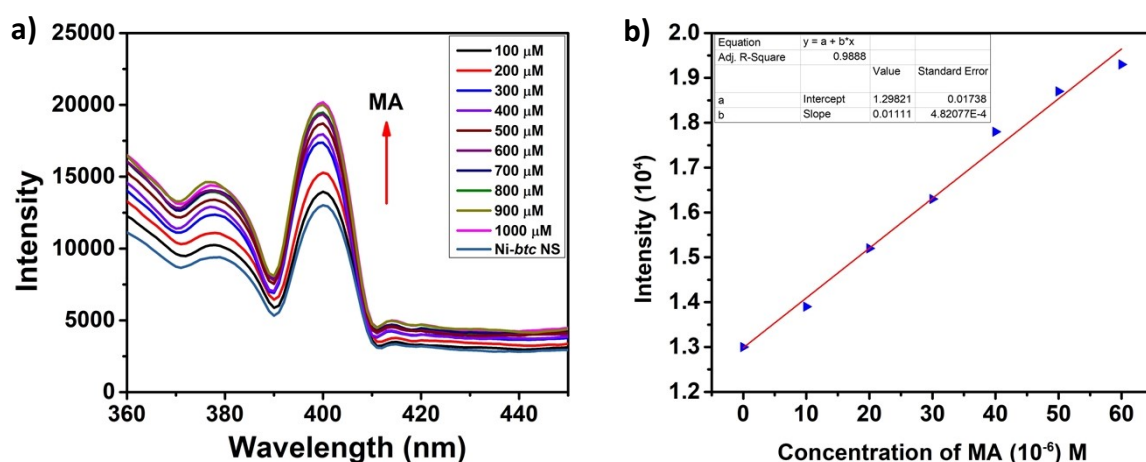 a)
25000
20000
15000
10000
5000
0
Intensity
360
380
400
420
440
Wavelength (nm)
MA
100 μM
200 μM
300 μM
400 μM
500 μM
600 μM
700 μM
800 μM
900 μM
1000 μM
Ni-btc NS
b)
2.0
1.9
1.8
1.7
1.6
1.5
1.4
1.3
1.2
Intensity (10⁴)
Equation y = a + b*x
Adj. R-Square 0.9888
Value Standard Error
a Intercept 1.29821 0.01738
b Slope 0.01111 4.82077E-4
0
10
20
30
40
50
60
Concentration of MA (10⁻⁶) M